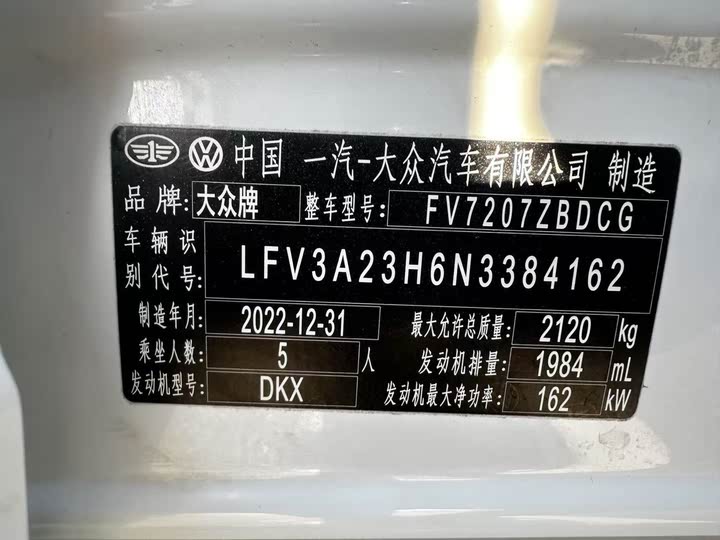 中国 一汽-大众汽车有限公司 制造
品牌: 大众牌 整车型号: FV7207ZBDCG
车辆识别代号: LFV3A23H6N3384162
制造年月: 2022-12-31 最大允许总质量: 2120 kg
乘坐人数: 5 人 发动机排量: 1984 mL
发动机型号: DKX 发动机最大净功率: 162 kW